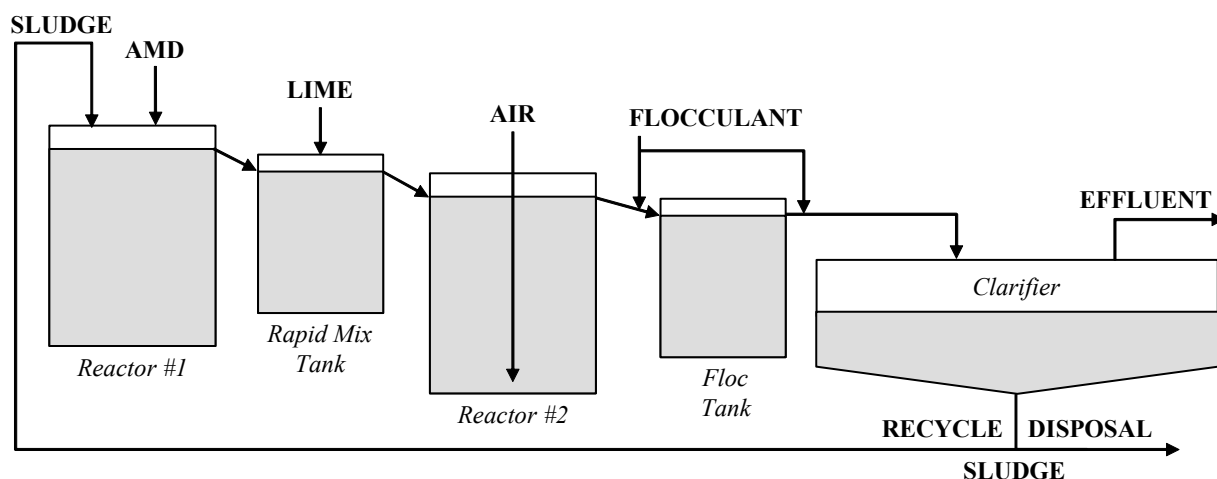 SLUDGE
AMD
LIME
AIR
FLOCCULANT
EFFLUENT
Clarifier
Rapid Mix
Tank
Reactor #1
Floc
Tank
Reactor #2
RECYCLE
DISPOSAL
SLUDGE